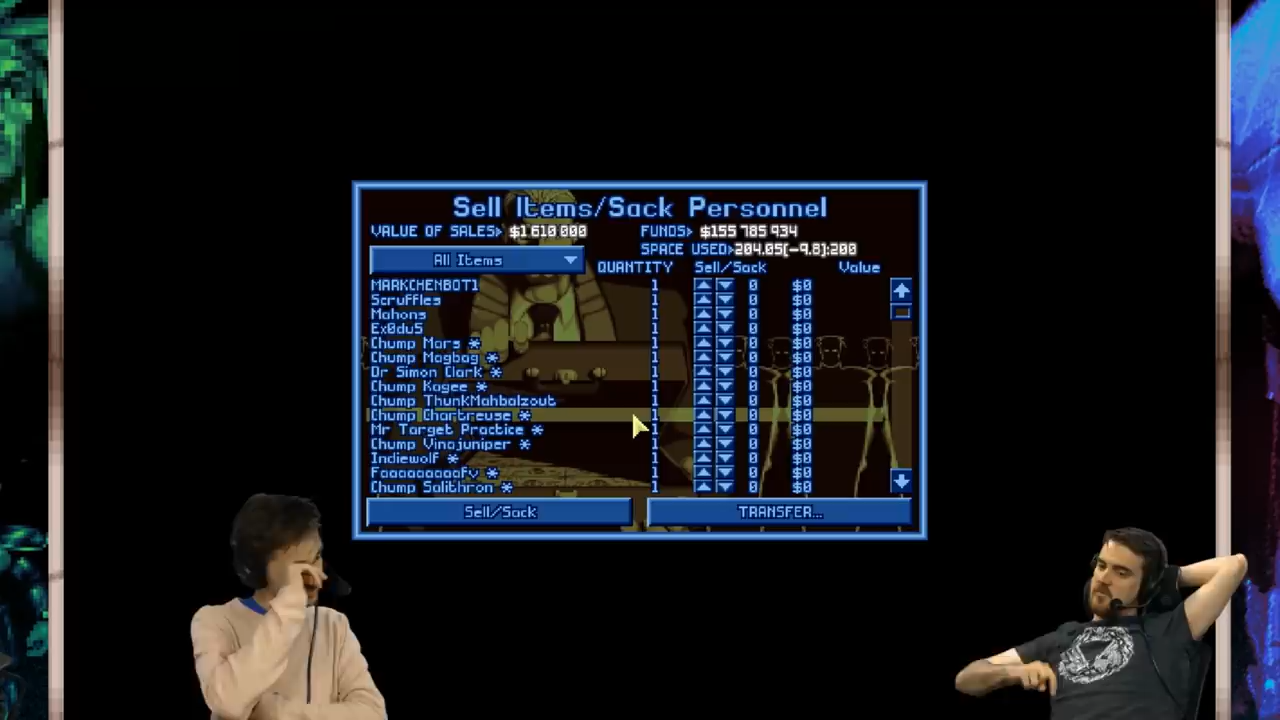 Sell Items/Sack Personnel
VALUE OF SALES> $1 610 000 FUNDS> $155 785 934
SPACE USED>204.05(-9.8):200
All Items QUANTITY Sell/Sack Value
MARKCHENBOT1 1 0 $0
Scruffles 1 0 $0
Mahons 1 0 $0
Ex0du5 1 0 $0
Chump Mars * 1 0 $0
Chump Magbag * 1 0 $0
Dr Simon Clark * 1 0 $0
Chump Kagee * 1 0 $0
Chump ThunKMahbalzout 1 0 $0
Chump Chartreuse * 1 0 $0
Mr Target Practice * 1 0 $0
Chump Vinajuniper * 1 0 $0
Indiewolf * 1 0 $0
Faaaaaaaaafy * 1 0 $0
Chump Salithron * 1 0 $0
Sell/Sack TRANSFER...